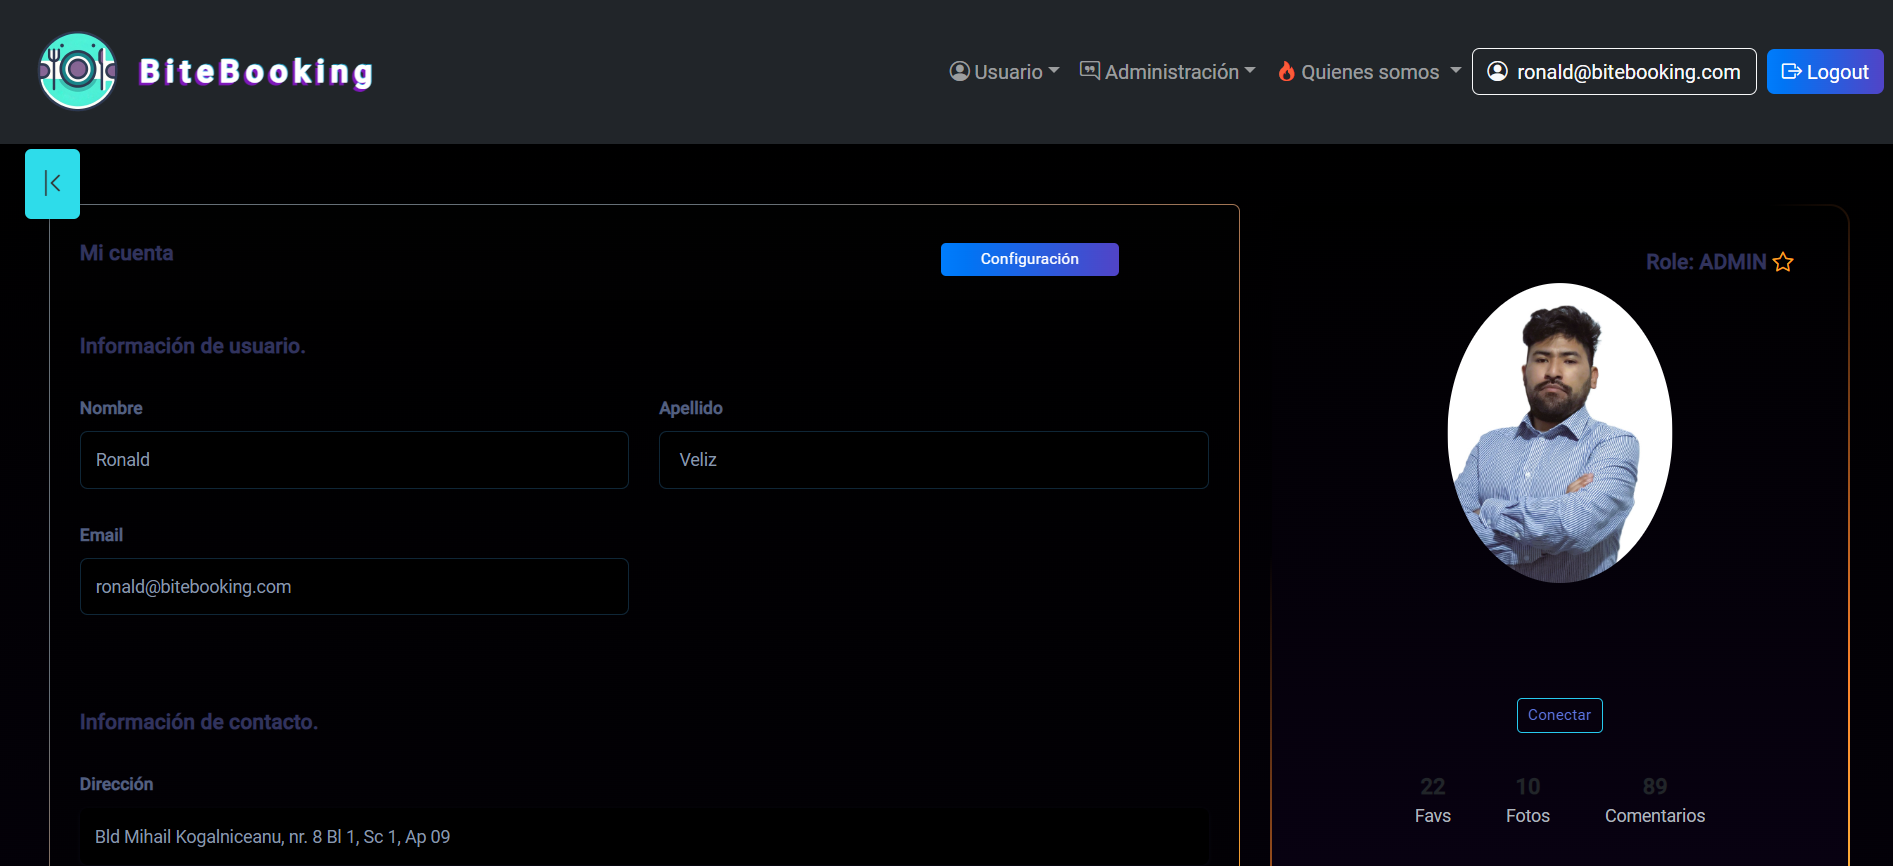 BiteBooking
Usuario
Administración
Quienes somos
ronald@bitebooking.com
Logout
Mi cuenta
Configuración
Información de usuario.
Nombre
Apellido
Ronald
Veliz
Email
ronald@bitebooking.com
Información de contacto.
Dirección
Bld Mihail Kogalniceanu, nr. 8 Bl 1, Sc 1, Ap 09
Role: ADMIN
Conectar
22 10 89
Favs Fotos Comentarios